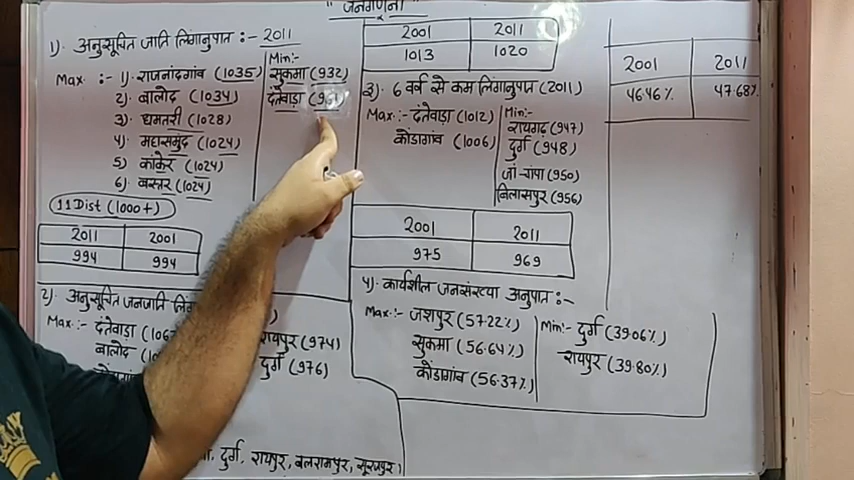 "जनगणना"
1). अनुसूचित जाति लिंगानुपात :- 2011
Max :- 1). राजनांदगांव (1035)
2). बालोद (1034)
3). धमतरी (1028)
4). महासमुंद (1024)
5). कांकेर (1024)
6). बस्तर (1024)
Min:-
सुकमा (932)
दंतेवाड़ा
11 Dist (1000+)
2011 2001
994 994
2). अनुसूचित जनजाति
Max:- दंतेवाड़ा
बालोद
रायपुर (974)
दुर्ग (976)
दुर्ग, रायपुर, बलरामपुर, सूरजपुर)
2001 2011
1013 1020
3). 6 वर्ष से कम लिंगानुपात (2011)
Max:- दंतेवाड़ा (1012)
कोंडागांव (1006)
Min:-
रायगढ़ (947)
दुर्ग (948)
जां-चांपा (950)
बिलासपुर (956)
2001 2011
975 969
4). कार्यशील जनसंख्या अनुपात :-
Max:- जशपुर (57.22%)
सुकमा (56.64%)
कोंडागांव (56.37%)
Min:- दुर्ग (39.06%)
रायपुर (39.80%)
2001 2011
46.46% 47.68%